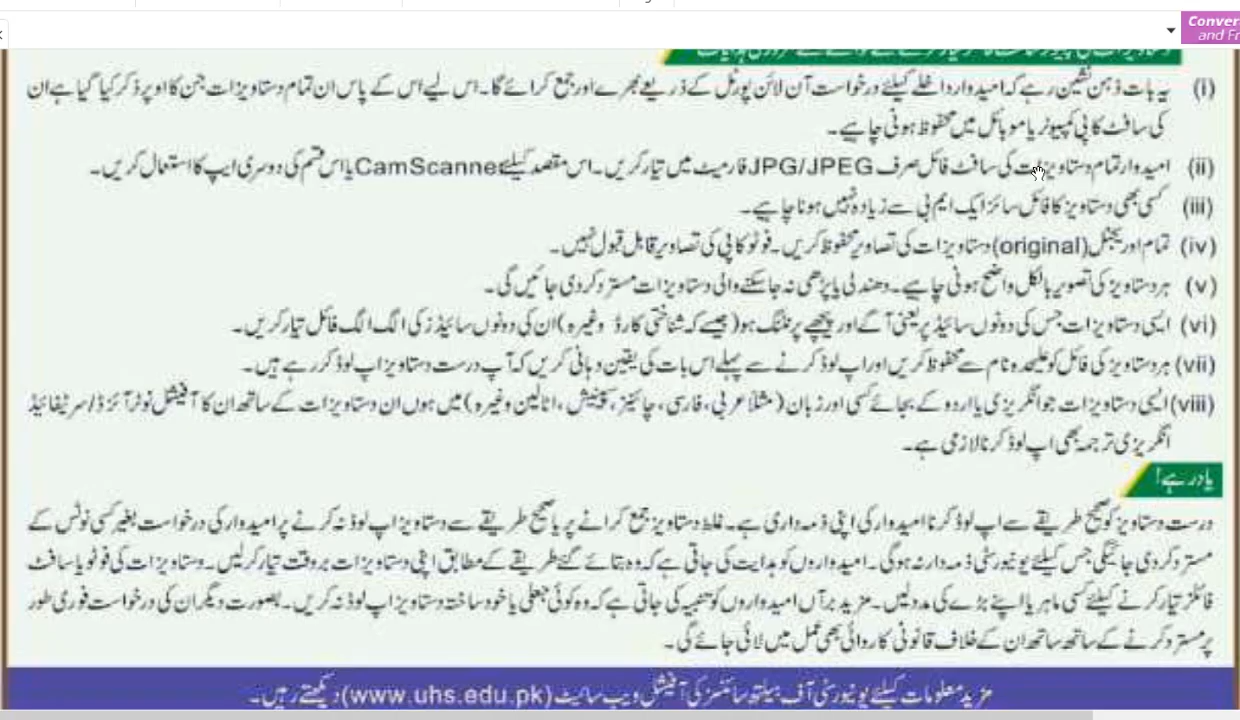 Conver
and Fr
دستاویزات کی
(i) یہ بات ذہن نشین رہے کہ امیدوار داخلے کیلئے درخواست آن لائن پورٹل کے ذریعے بھرے اور جمع کرائے گا۔ اس لیے اس کے پاس ان تمام دستاویزات جن کا اوپر ذکر کیا گیا ہے ان
کی سافٹ کاپی کمپیوٹر یا موبائل میں محفوظ ہونی چاہیے۔
(ii) امیدوار تمام دستاویزات کی سافٹ فائل صرف JPG/JPEG فارمیٹ میں تیار کریں۔ اس مقصد کیلئے CamScanne یا اس قسم کی دوسری ایپ کا استعمال کریں۔
(iii) کسی بھی دستاویز کا فائل سائز ایک ایم بی سے زیادہ نہیں ہونا چاہیے۔
(iv) تمام اوریجنل (original) دستاویزات کی تصاویر محفوظ کریں۔ فوٹو کاپی کی تصاویر قابل قبول نہیں۔
(v) ہر دستاویز کی تصویر بالکل واضح ہونی چاہیے۔ دھندلی یا پڑھی نہ جا سکنے والی دستاویزات مسترد کر دی جائیں گی۔
(vi) ایسی دستاویزات جس کی دونوں سائیڈ پر یعنی آگے اور پیچھے پرنٹنگ ہو (جیسے کہ شناختی کارڈ وغیرہ) ان کی دونوں سائیڈز کی الگ الگ فائل تیار کریں۔
(vii) ہر دستاویز کی فائل کو علیحدہ نام سے محفوظ کریں اور اپ لوڈ کرنے سے پہلے اس بات کی یقین دہانی کریں کہ آپ درست دستاویز اپ لوڈ کر رہے ہیں۔
(viii) ایسی دستاویزات جو انگریزی یا اردو کے بجائے کسی اور زبان (مثلاً عربی، فارسی، چائنیز، سپینش، اٹالین وغیرہ) میں ہوں ان دستاویزات کے ساتھ ان کا آفیشل نوٹرائزڈ/سرٹیفائیڈ
انگریزی ترجمہ بھی اپ لوڈ کرنا لازمی ہے۔
یاد رہے!
درست دستاویز کو صحیح طریقے سے اپ لوڈ کرنا امیدوار کی اپنی ذمہ داری ہے۔ غلط دستاویز جمع کرانے پر یا صحیح طریقے سے دستاویز اپ لوڈ نہ کرنے پر امیدوار کی درخواست بغیر کسی نوٹس کے
مسترد کر دی جائیگی جس کیلئے یونیورسٹی ذمہ دار نہ ہوگی۔ امیدواروں کو ہدایت کی جاتی ہے کہ وہ بتائے گئے طریقے کے مطابق اپنی دستاویزات بروقت تیار کر لیں۔ دستاویزات کی فوٹو یا سافٹ
فائلز تیار کرنے کیلئے کسی ماہر یا اپنے بڑے کی مدد لیں۔ مزید برآں امیدواروں کو تنبیہ کی جاتی ہے کہ وہ کوئی جعلی یا خود ساختہ دستاویز اپ لوڈ نہ کریں۔ بصورت دیگر ان کی درخواست فوری طور
پر مسترد کرنے کے ساتھ ساتھ ان کے خلاف قانونی کاروائی بھی عمل میں لائی جائے گی۔
مزید معلومات کیلئے یونیورسٹی آف ہیلتھ سائنسز کی آفیشل ویب سائیٹ (www.uhs.edu.pk) دیکھتے رہیں۔